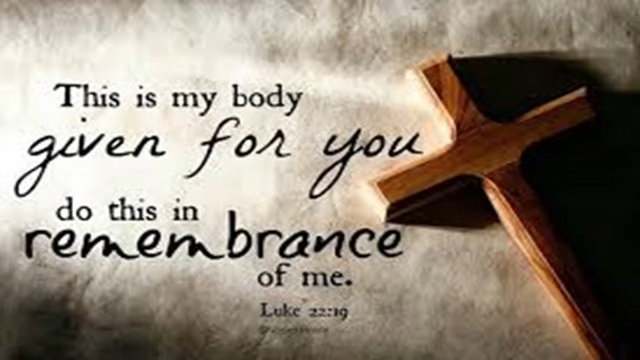 This is my body
given for you
do this in
remembrance
of me.
Luke 22:19